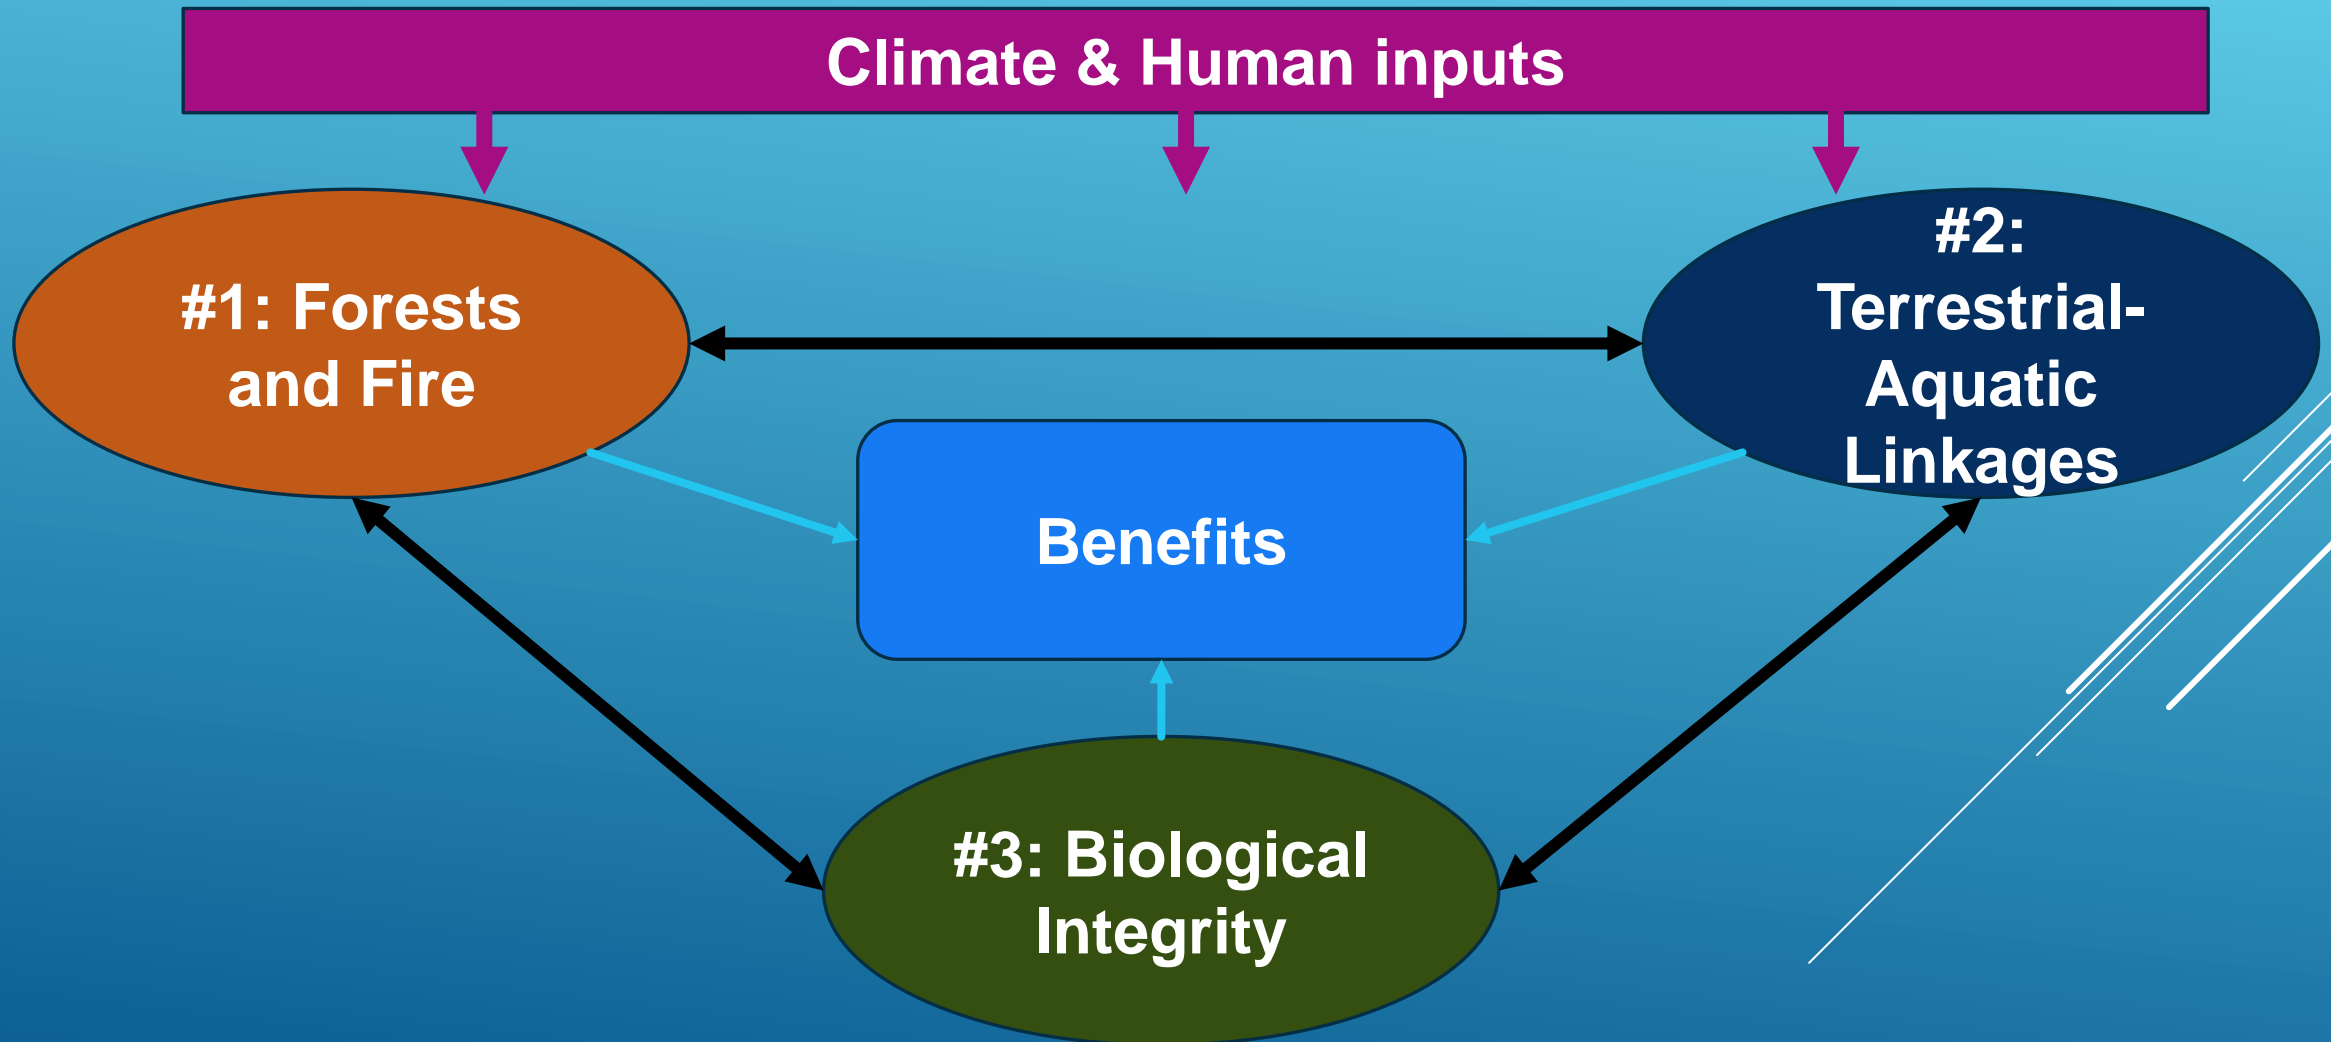 Climate & Human inputs
#1: Forests
and Fire
#2:
Terrestrial-
Aquatic
Linkages
Benefits
#3: Biological
Integrity